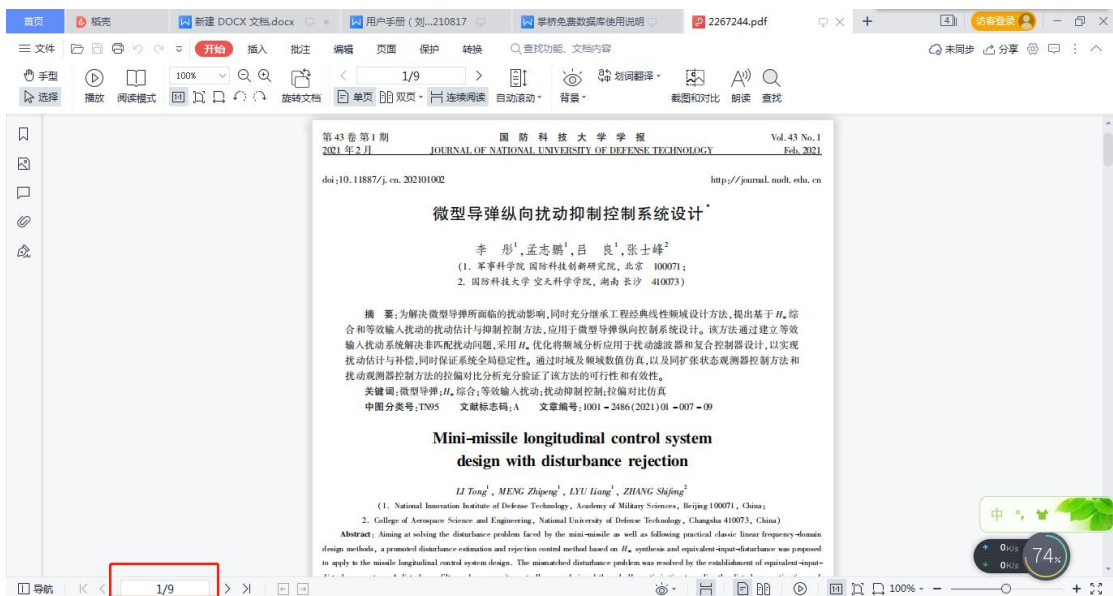 首页 稻壳 新建 DOCX 文档.docx 用户手册(刘...210817 掌桥免费数据库使用说明 2267244.pdf + 4 访客登录
三 文件 开始 插入 批注 编辑 页面 保护 转换 查找功能、文档内容 未同步 分享
手型 100% 1/9 划词翻译
选择 播放 阅读模式 旋转文档 单页 双页 连续阅读 自动滚动 背景 截图和对比 朗读 查找
第 43 卷 第 1 期 国 防 科 技 大 学 学 报 Vol. 43 No. 1
2021 年 2 月 JOURNAL OF NATIONAL UNIVERSITY OF DEFENSE TECHNOLOGY Feb. 2021
doi:10.11887/j.cn.202101002 http://journal.nudt.edu.cn
微型导弹纵向扰动抑制控制系统设计*
李 彤1,孟志鹏1,吕 良1,张士峰2
(1. 军事科学院 国防科技创新研究院, 北京 100071;
2. 国防科技大学 空天科学学院, 湖南 长沙 410073)
摘 要:为解决微型导弹所面临的扰动影响,同时充分继承工程经典线性频域设计方法,提出基于 H∞ 综
合和等效输入扰动的扰动估计与抑制控制方法,应用于微型导弹纵向控制系统设计。该方法通过建立等效
输入扰动系统解决非匹配扰动问题,采用 H∞ 优化将频域分析应用于扰动滤波器和复合控制器设计,以实现
扰动估计与补偿,同时保证系统全局稳定性。通过时域及频域数值仿真,以及同扩张状态观测器控制方法和
扰动观测器控制方法的拉偏对比分析充分验证了该方法的可行性和有效性。
关键词:微型导弹;H∞ 综合;等效输入扰动;扰动抑制控制;拉偏对比仿真
中图分类号:TN95 文献标志码:A 文章编号:1001-2486(2021)01-007-09
Mini-missile longitudinal control system
design with disturbance rejection
LI Tong1, MENG Zhipeng1, LYU Liang1, ZHANG Shifeng2
(1. National Innovation Institute of Defense Technology, Academy of Military Sciences, Beijing 100071, China;
2. College of Aerospace Science and Engineering, National University of Defense Technology, Changsha 410073, China)
Abstract: Aiming at solving the disturbance problem faced by the mini-missile as well as following practical classic linear frequency-domain
design methods, a promoted disturbance estimation and rejection control method based on H∞ synthesis and equivalent-input-disturbance was proposed
to apply to the missile longitudinal control system design. The mismatched disturbance problem was resolved by the establishment of equivalent-input-
中 °,
0K/s
0K/s
74%
导航 1/9 100%